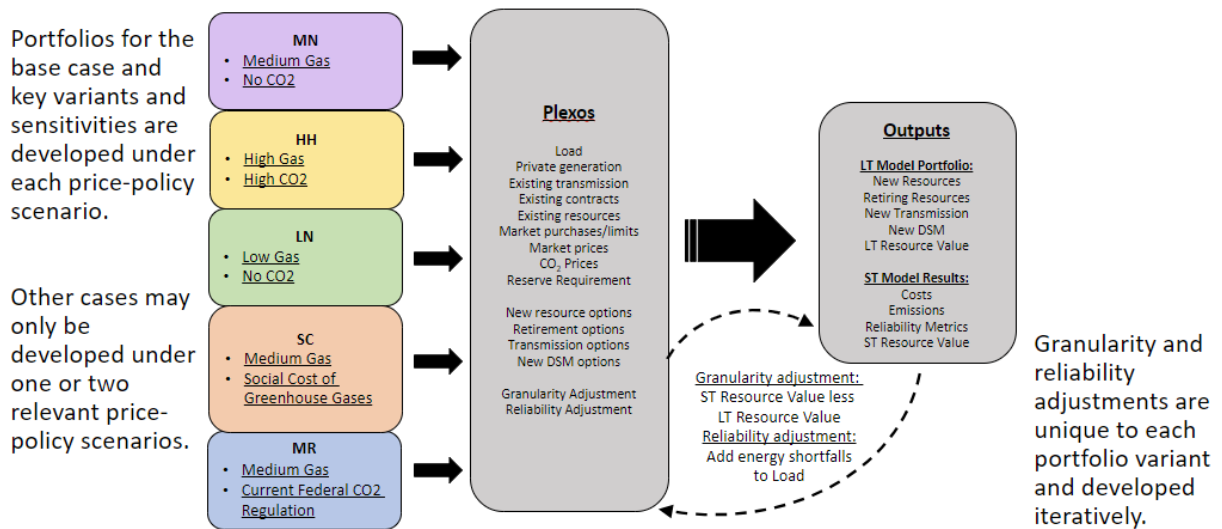 Portfolios for the
base case and
key variants and
sensitivities are
developed under
each price-policy
scenario.
Other cases may
only be
developed under
one or two
relevant price-
policy scenarios.
MN
• Medium Gas
• No CO2
HH
• High Gas
• High CO2
LN
• Low Gas
• No CO2
SC
• Medium Gas
• Social Cost of
Greenhouse Gases
MR
• Medium Gas
• Current Federal CO2
Regulation
Plexos
Load
Private generation
Existing transmission
Existing contracts
Existing resources
Market purchases/limits
Market prices
CO₂ Prices
Reserve Requirement
New resource options
Retirement options
Transmission options
New DSM options
Granularity Adjustment
Reliability Adjustment
Outputs
LT Model Portfolio:
New Resources
Retiring Resources
New Transmission
New DSM
LT Resource Value
ST Model Results:
Costs
Emissions
Reliability Metrics
ST Resource Value
Granularity adjustment:
ST Resource Value less
LT Resource Value
Reliability adjustment:
Add energy shortfalls
to Load
Granularity and
reliability
adjustments are
unique to each
portfolio variant
and developed
iteratively.